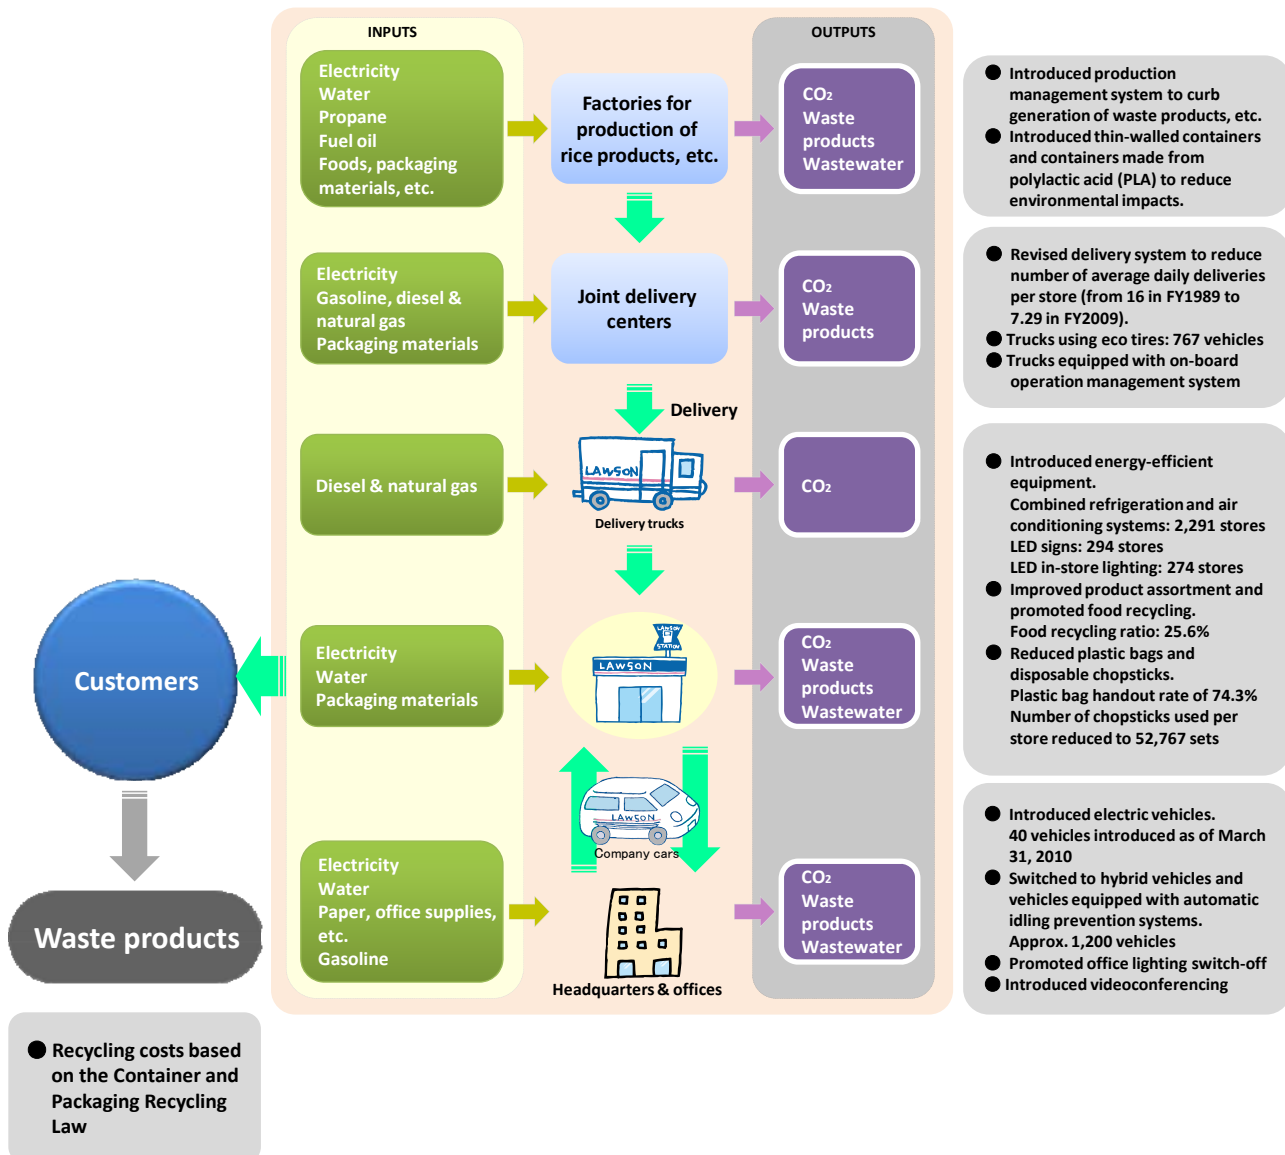 INPUTS
OUTPUTS
Electricity
Water
Propane
Fuel oil
Foods, packaging
materials, etc.
Factories for
production of
rice products, etc.
CO₂
Waste
products
Wastewater
● Introduced production
management system to curb
generation of waste products, etc.
● Introduced thin-walled containers
and containers made from
polylactic acid (PLA) to reduce
environmental impacts.
Electricity
Gasoline, diesel &
natural gas
Packaging materials
Joint delivery
centers
CO₂
Waste
products
● Revised delivery system to reduce
number of average daily deliveries
per store (from 16 in FY1989 to
7.29 in FY2009).
● Trucks using eco tires: 767 vehicles
● Trucks equipped with on-board
operation management system
Delivery
Diesel & natural gas
LAWSON
Delivery trucks
CO₂
● Introduced energy-efficient
equipment.
Combined refrigeration and air
conditioning systems: 2,291 stores
LED signs: 294 stores
LED in-store lighting: 274 stores
● Improved product assortment and
promoted food recycling.
Food recycling ratio: 25.6%
● Reduced plastic bags and
disposable chopsticks.
Plastic bag handout rate of 74.3%
Number of chopsticks used per
store reduced to 52,767 sets
Customers
Electricity
Water
Packaging materials
LAWSON
STATION
LAWSON
CO₂
Waste
products
Wastewater
LAWSON
Company cars
Waste products
Electricity
Water
Paper, office supplies,
etc.
Gasoline
Headquarters & offices
CO₂
Waste
products
Wastewater
● Introduced electric vehicles.
40 vehicles introduced as of March
31, 2010
● Switched to hybrid vehicles and
vehicles equipped with automatic
idling prevention systems.
Approx. 1,200 vehicles
● Promoted office lighting switch-off
● Introduced videoconferencing
● Recycling costs based
on the Container and
Packaging Recycling
Law